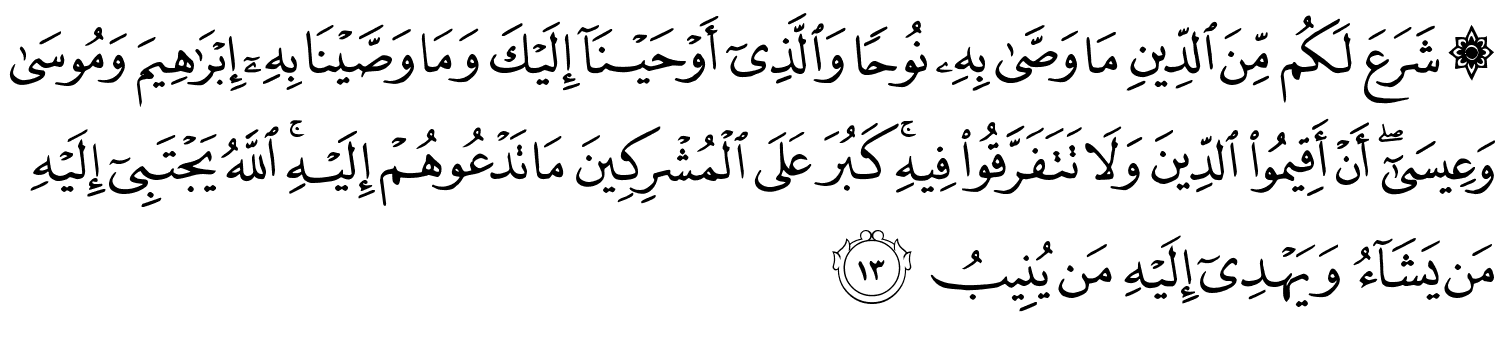 ۞ شَرَعَ لَكُم مِّنَ ٱلدِّينِ مَا وَصَّىٰ بِهِۦ نُوحًا وَٱلَّذِىٓ أَوْحَيْنَآ إِلَيْكَ وَمَا وَصَّيْنَا بِهِۦٓ إِبْرَٰهِيمَ وَمُوسَىٰ
وَعِيسَىٰٓ ۖ أَنْ أَقِيمُوا۟ ٱلدِّينَ وَلَا تَتَفَرَّقُوا۟ فِيهِ ۚ كَبُرَ عَلَى ٱلْمُشْرِكِينَ مَا تَدْعُوهُمْ إِلَيْهِ ۚ ٱللَّهُ يَجْتَبِىٓ إِلَيْهِ
مَن يَشَآءُ وَيَهْدِىٓ إِلَيْهِ مَن يُنِيبُ ١٣